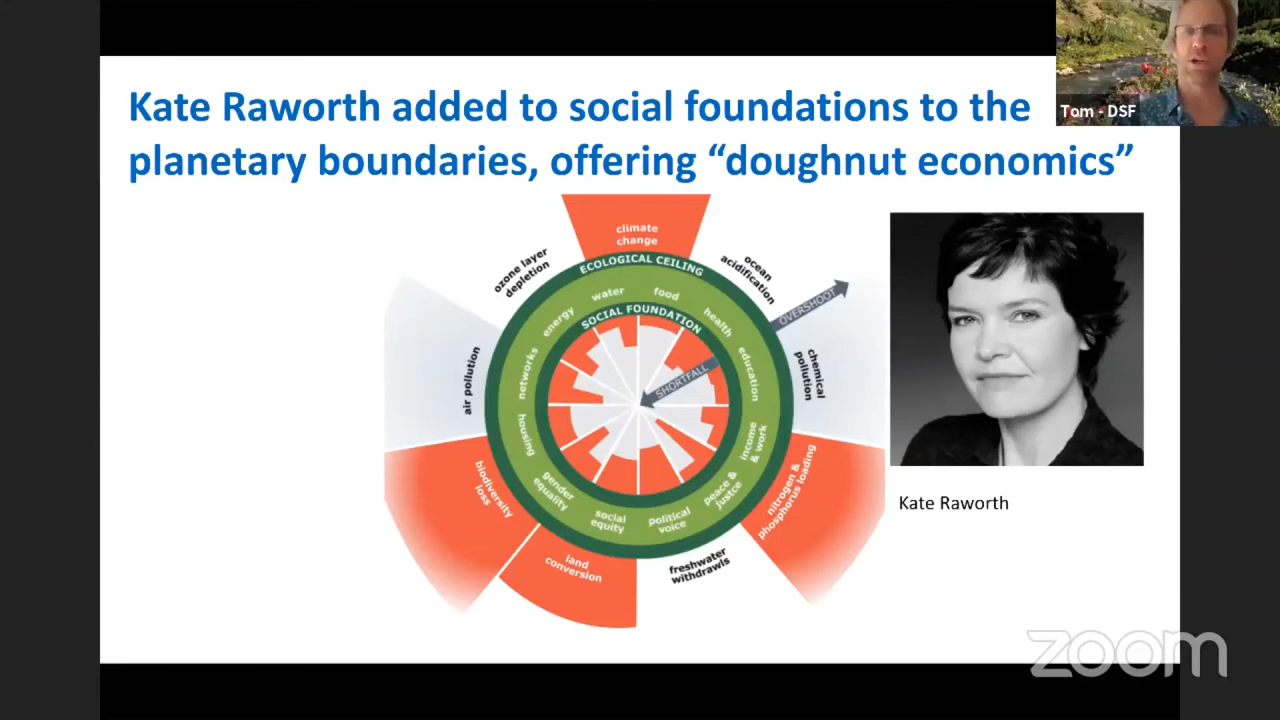 Kate Raworth added to social foundations to the
planetary boundaries, offering “doughnut economics”
Tom - DSF
climate
change
ozone layer
depletion
ocean
acidification
ECOLOGICAL CEILING
water
food
energy
health
SOCIAL FOUNDATION
OVERSHOOT
SHORTFALL
networks
education
air pollution
chemical
pollution
housing
income
& work
gender
equality
peace &
justce
social
equity
political
voice
biodiversity
loss
nitrogen &
phosphorus loading
land
conversion
freshwater
withdrawls
Kate Raworth
zoom